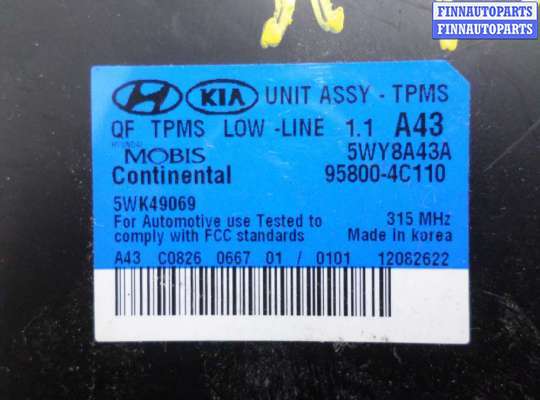 FINNAUTOPARTS
FINNAUTOPARTS
FINNAUTOPARTS
KIA UNIT ASSY - TPMS
QF TPMS LOW -LINE 1.1 A43
HYUNDAI
MOBIS 5WY8A43A
Continental 95800-4C110
5WK49069
For Automotive use Tested to 315 MHz
comply with FCC standards Made in korea
A43 C0826 0667 01 / 0101 12082622